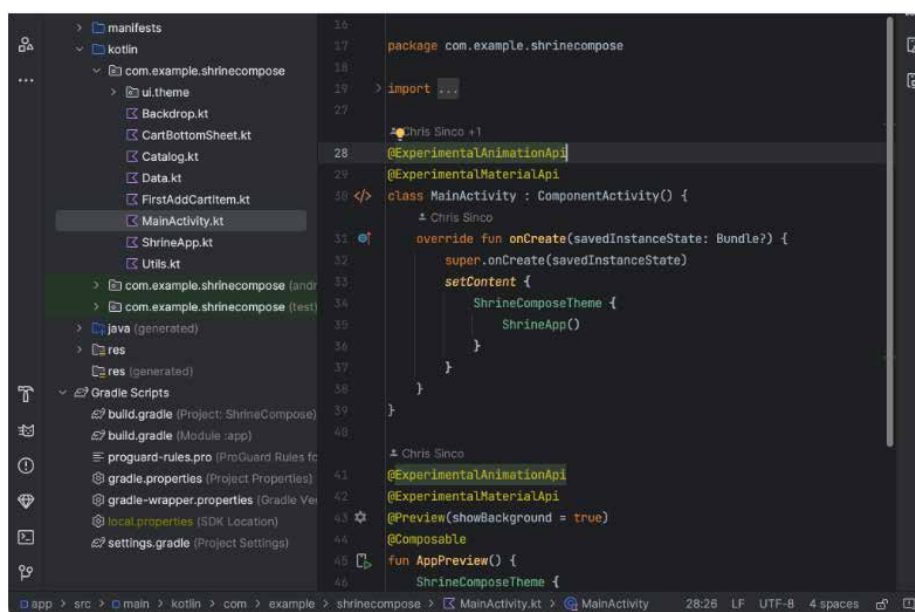 manifests
kotlin
com.example.shrinecompose
ui.theme
Backdrop.kt
CartBottomSheet.kt
Catalog.kt
Data.kt
FirstAddCartItem.kt
MainActivity.kt
ShrineApp.kt
Utils.kt
com.example.shrinecompose (andr
com.example.shrinecompose (test)
java (generated)
res
res (generated)
Gradle Scripts
build.gradle (Project: ShrineCompose)
build.gradle (Module :app)
proguard-rules.pro (ProGuard Rules fo
gradle.properties (Project Properties)
gradle-wrapper.properties (Gradle Ver
local.properties (SDK Location)
settings.gradle (Project Settings)
16
17 package com.example.shrinecompose
18
19 import ...
27
Chris Sinco +1
28 @ExperimentalAnimationApi
29 @ExperimentalMaterialApi
30 class MainActivity : ComponentActivity() {
Chris Sinco
31 override fun onCreate(savedInstanceState: Bundle?) {
32 super.onCreate(savedInstanceState)
33 setContent {
34 ShrineComposeTheme {
35 ShrineApp()
36 }
37 }
38 }
39 }
40
Chris Sinco
41 @ExperimentalAnimationApi
42 @ExperimentalMaterialApi
43 @Preview(showBackground = true)
44 @Composable
45 fun AppPreview() {
46 ShrineComposeTheme {
app > src > main > kotlin > com > example > shrinecompose > MainActivity.kt > MainActivity 28:26 LF UTF-8 4 spaces